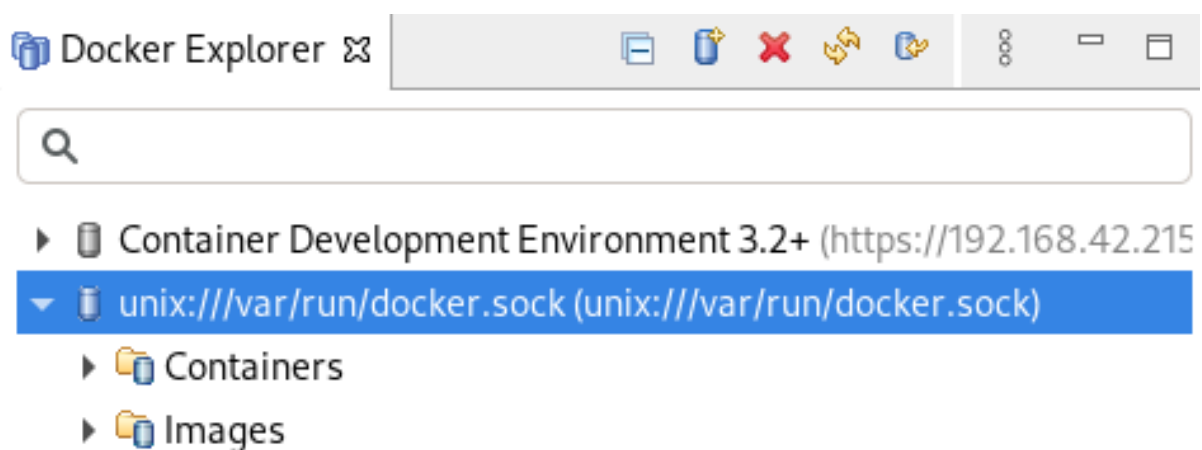 Docker Explorer
Container Development Environment 3.2+ (https://192.168.42.215
unix:///var/run/docker.sock (unix:///var/run/docker.sock)
Containers
Images